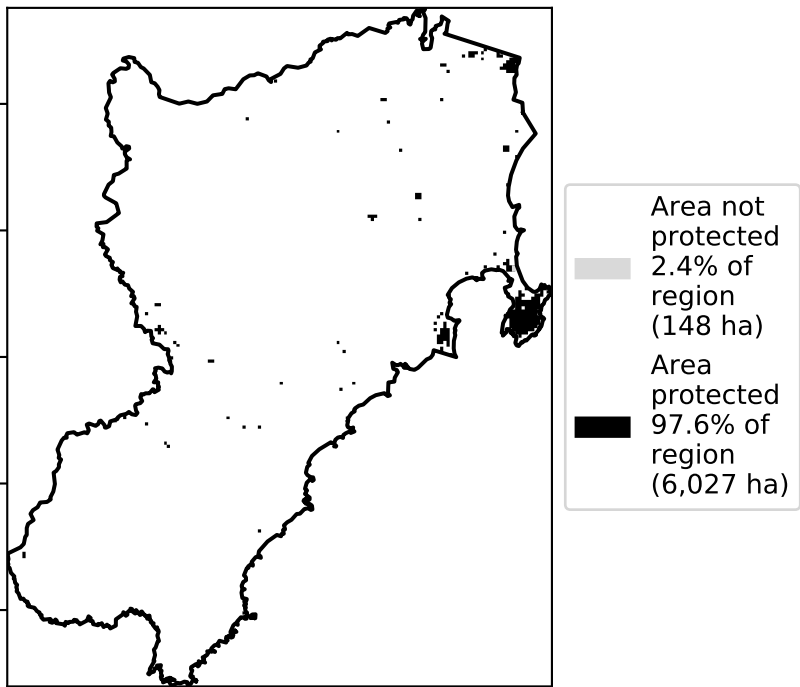 Area not
protected
2.4% of
region
(148 ha)
Area
protected
97.6% of
region
(6,027 ha)